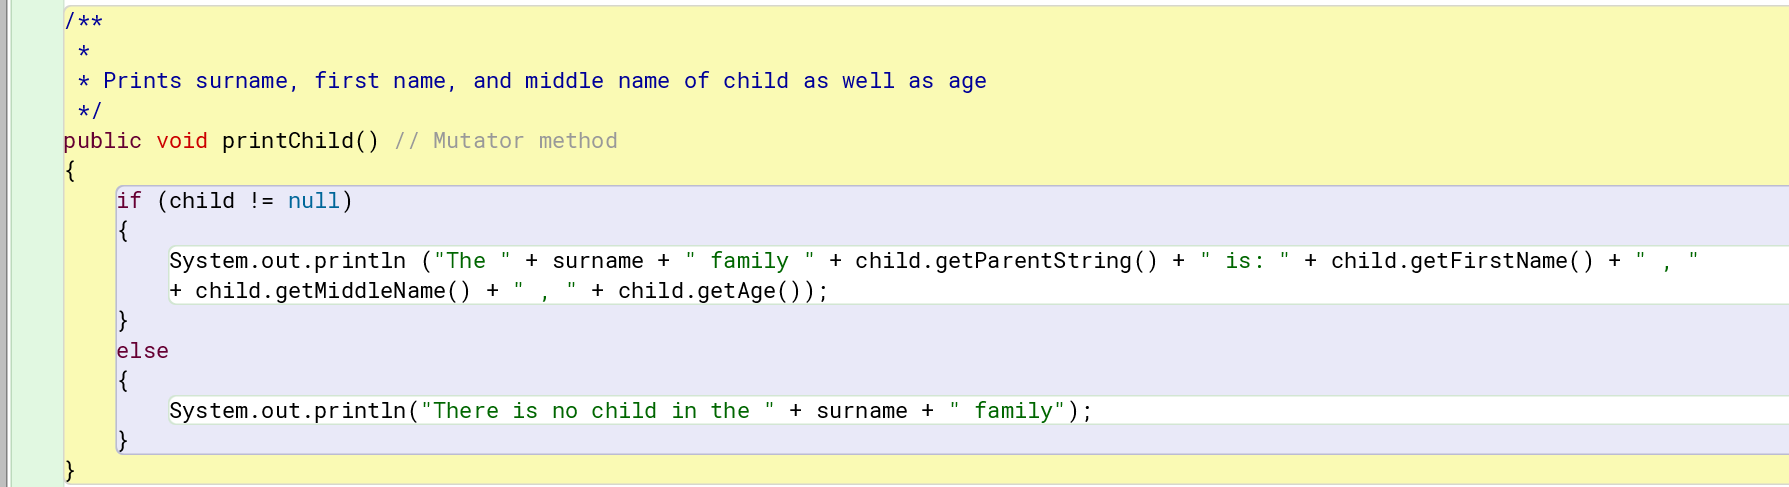 /**
 *
 * Prints surname, first name, and middle name of child as well as age
 */
public void printChild() // Mutator method
{
    if (child != null)
    {
        System.out.println ("The " + surname + " family " + child.getParentString() + " is: " + child.getFirstName() + " , "
        + child.getMiddleName() + " , " + child.getAge());
    }
    else
    {
        System.out.println("There is no child in the " + surname + " family");
    }
}